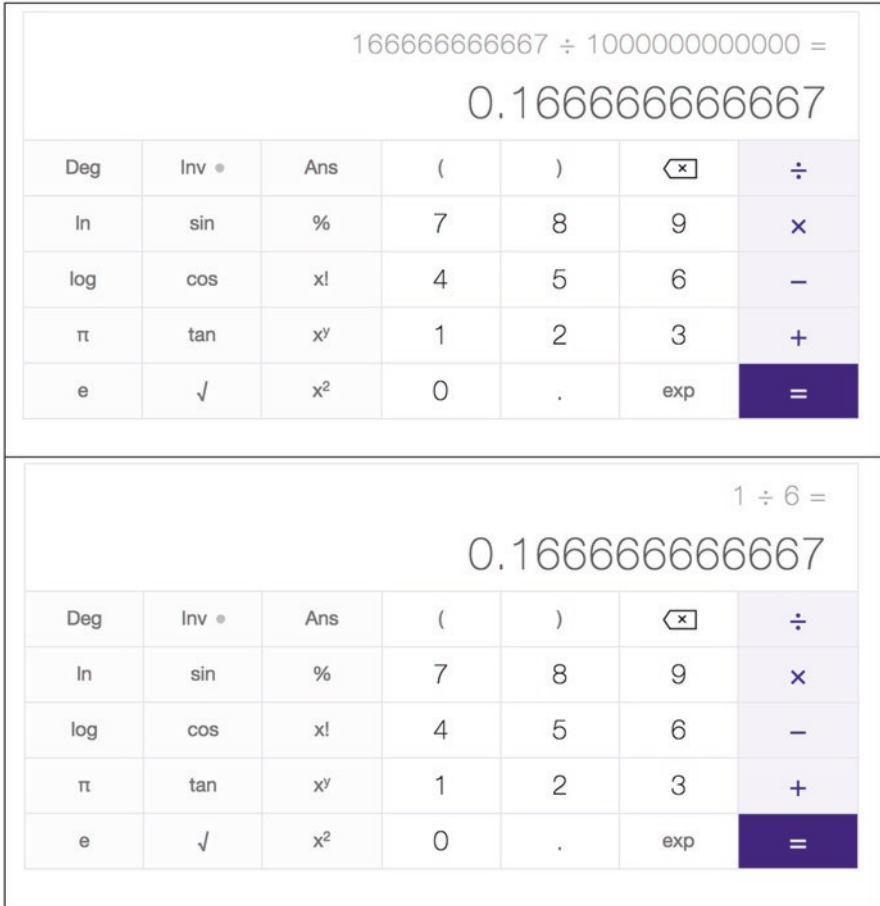 166666666667 ÷ 1000000000000 =
0.166666666667
Deg Inv Ans ( ) ÷
ln sin % 7 8 9 ×
log cos x! 4 5 6 −
π tan xʸ 1 2 3 +
e √ x² 0 . exp =
1 ÷ 6 =
0.166666666667
Deg Inv Ans ( ) ÷
ln sin % 7 8 9 ×
log cos x! 4 5 6 −
π tan xʸ 1 2 3 +
e √ x² 0 . exp =